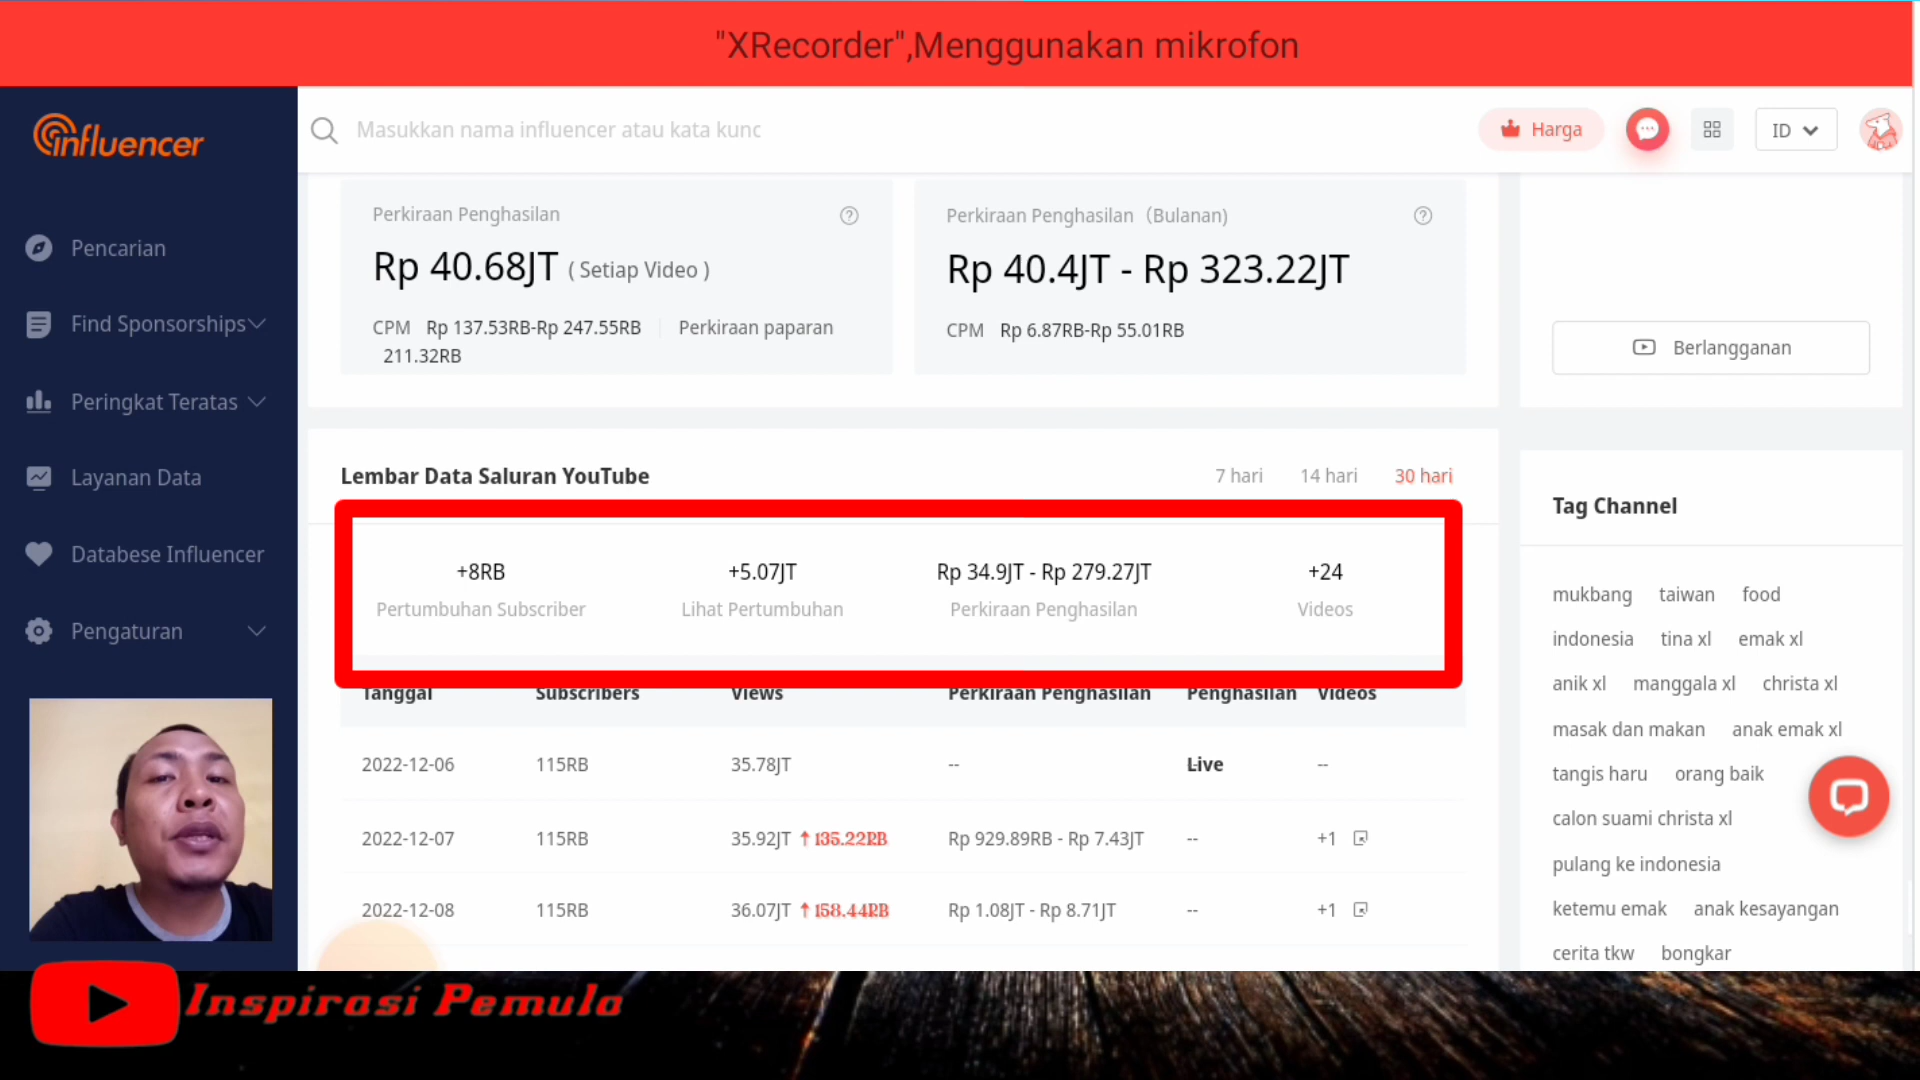 "XRecorder",Menggunakan mikrofon
influencer
Masukkan nama influencer atau kata kunc
Harga
ID
Pencarian
Find Sponsorships
Peringkat Teratas
Layanan Data
Databese Influencer
Pengaturan
Perkiraan Penghasilan
Rp 40.68JT ( Setiap Video )
CPM Rp 137.53RB-Rp 247.55RB Perkiraan paparan
211.32RB
Perkiraan Penghasilan (Bulanan)
Rp 40.4JT - Rp 323.22JT
CPM Rp 6.87RB-Rp 55.01RB
Berlangganan
Lembar Data Saluran YouTube
7 hari 14 hari 30 hari
+8RB +5.07JT Rp 34.9JT - Rp 279.27JT +24
Pertumbuhan Subscriber Lihat Pertumbuhan Perkiraan Penghasilan Videos
Tanggal Subscribers Views Perkiraan Penghasilan Penghasilan Videos
2022-12-06 115RB 35.78JT -- Live --
2022-12-07 115RB 35.92JT ↑ 135.22RB Rp 929.89RB - Rp 7.43JT -- +1
2022-12-08 115RB 36.07JT ↑ 158.44RB Rp 1.08JT - Rp 8.71JT -- +1
Tag Channel
mukbang taiwan food
indonesia tina xl emak xl
anik xl manggala xl christa xl
masak dan makan anak emak xl
tangis haru orang baik
calon suami christa xl
pulang ke indonesia
ketemu emak anak kesayangan
cerita tkw bongkar
Inspirasi Pemula